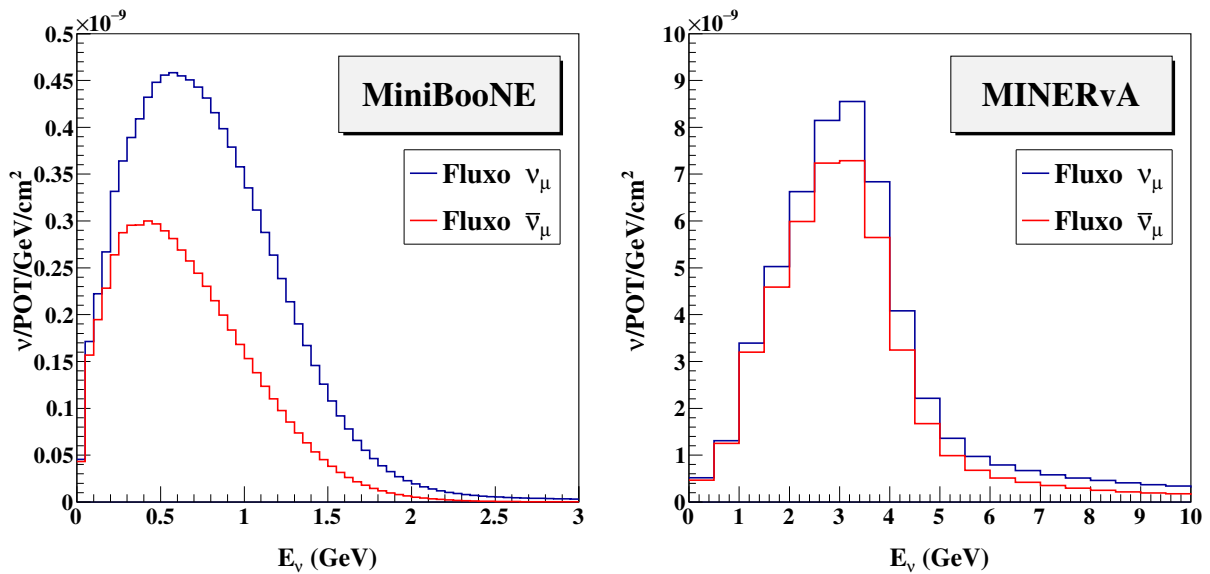 ×10⁻⁹
0.5
0.45
0.4
0.35
0.3
0.25
0.2
0.15
0.1
0.05
0
ν/POT/GeV/cm²
MiniBooNE
Fluxo ν_μ
Fluxo ν̅_μ
0 0.5 1 1.5 2 2.5 3
E_ν (GeV)
×10⁻⁹
10
9
8
7
6
5
4
3
2
1
0
ν/POT/GeV/cm²
MINERνA
Fluxo ν_μ
Fluxo ν̅_μ
0 1 2 3 4 5 6 7 8 9 10
E_ν (GeV)